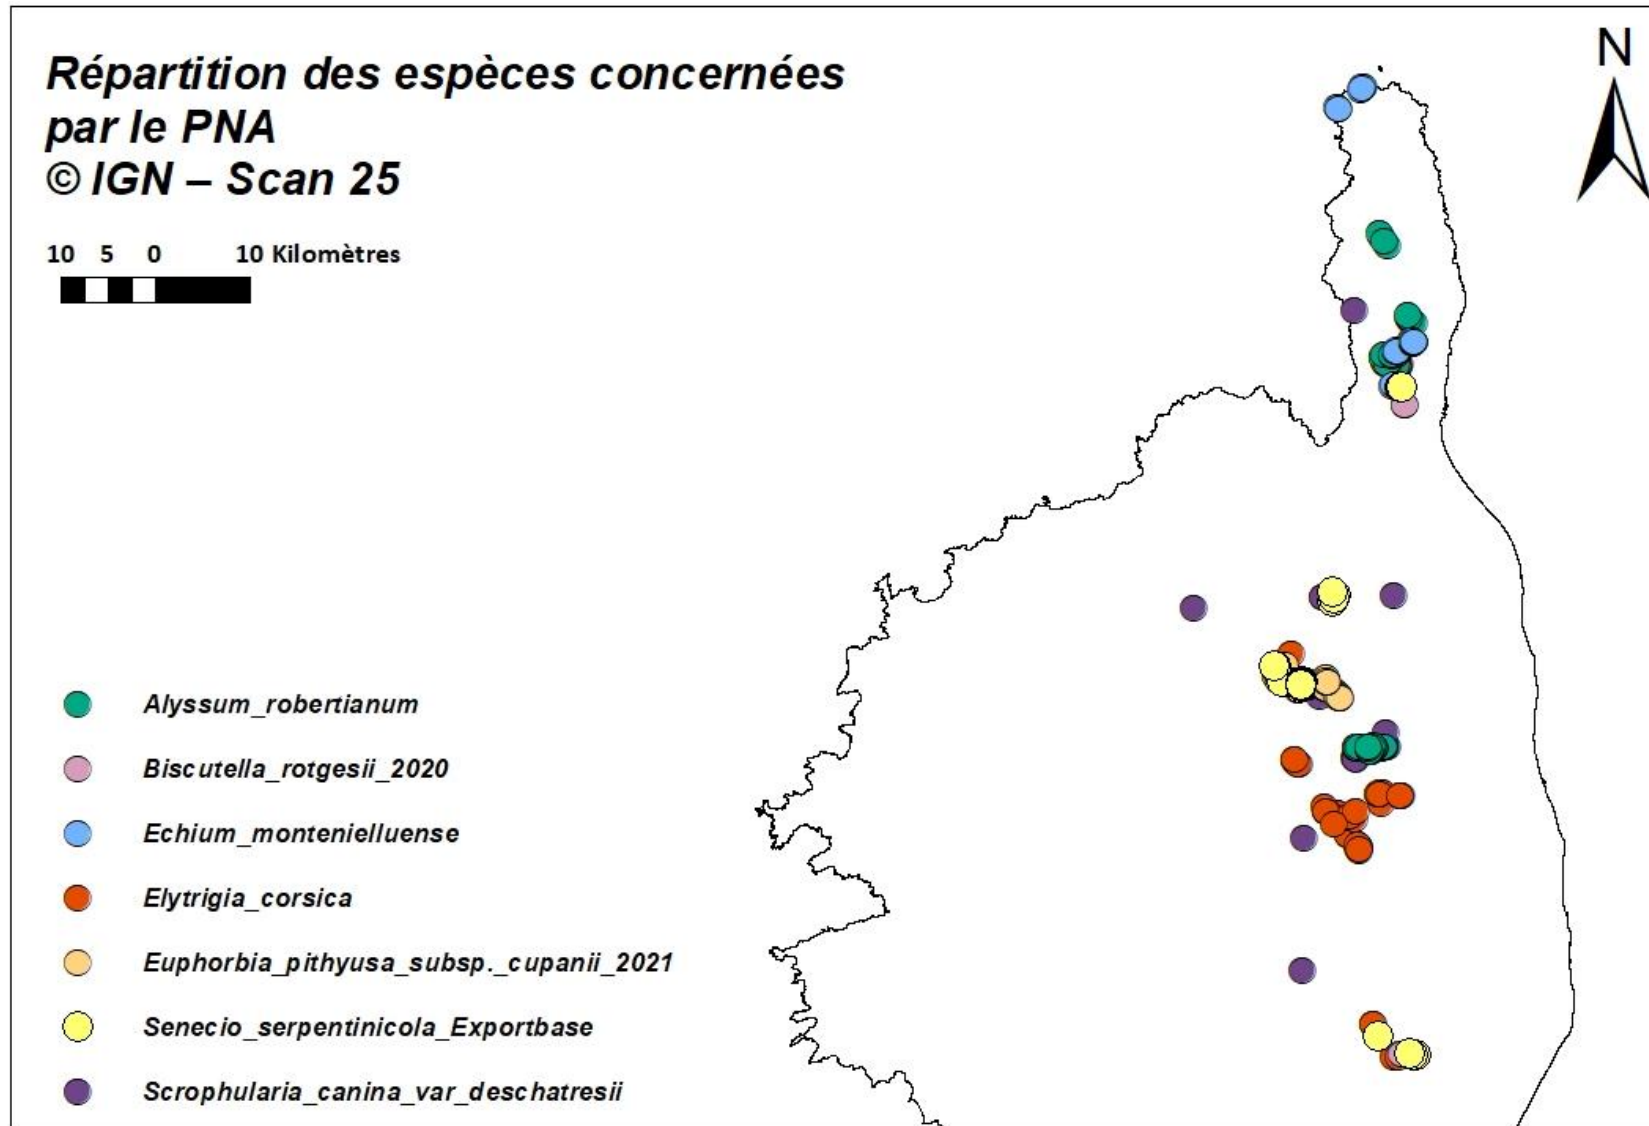 Répartition des espèces concernées
par le PNA
© IGN – Scan 25
N
10 5 0 10 Kilomètres
Alyssum_robertianum
Biscutella_rotgesii_2020
Echium_montenielluense
Elytrigia_corsica
Euphorbia_pithyusa_subsp._cupanii_2021
Senecio_serpentinicola_Exportbase
Scrophularia_canina_var_deschatresii